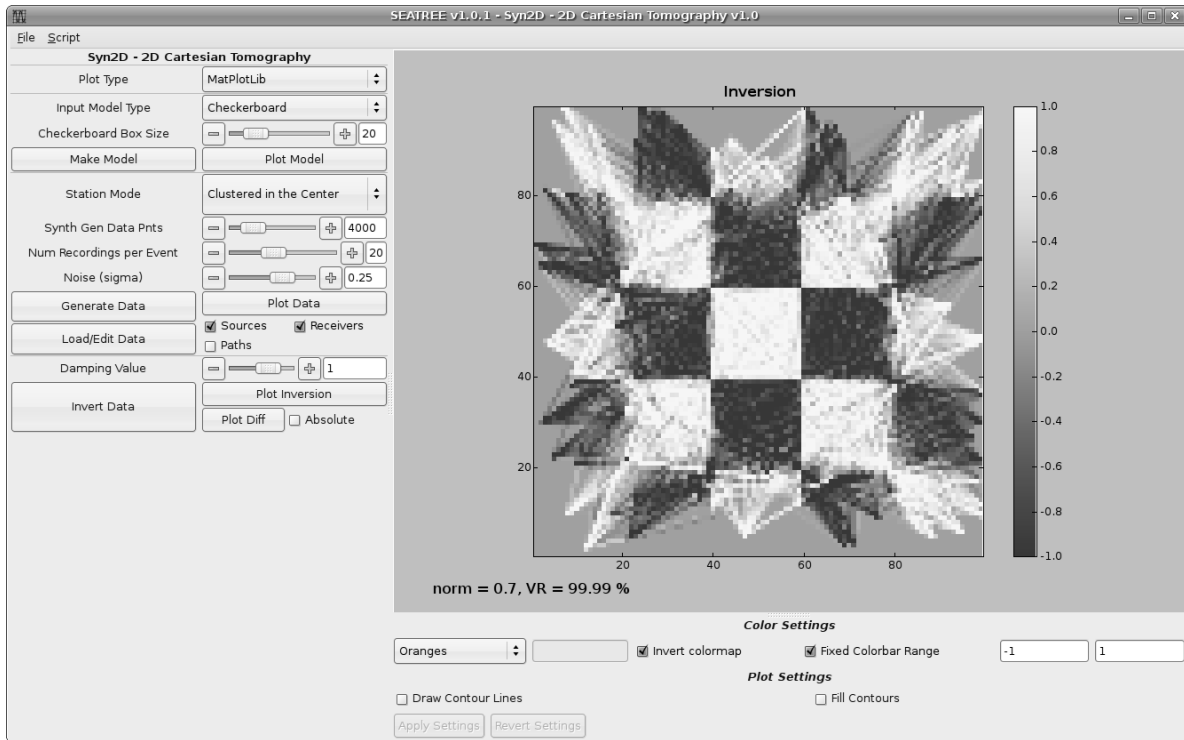 SEATREE v1.0.1 - Syn2D - 2D Cartesian Tomography v1.0
File Script
Syn2D - 2D Cartesian Tomography
Plot Type MatPlotLib
Input Model Type Checkerboard
Checkerboard Box Size 20
Make Model Plot Model
Station Mode Clustered in the Center
Synth Gen Data Pnts 4000
Num Recordings per Event 20
Noise (sigma) 0.25
Generate Data Plot Data
Sources Receivers
Load/Edit Data
Paths
Damping Value 1
Plot Inversion
Invert Data
Plot Diff Absolute
Inversion
80
60
40
20
20 40 60 80
1.0
0.8
0.6
0.4
0.2
0.0
-0.2
-0.4
-0.6
-0.8
-1.0
norm = 0.7, VR = 99.99 %
Color Settings
Oranges Invert colormap Fixed Colorbar Range -1 1
Plot Settings
Draw Contour Lines Fill Contours
Apply Settings Revert Settings